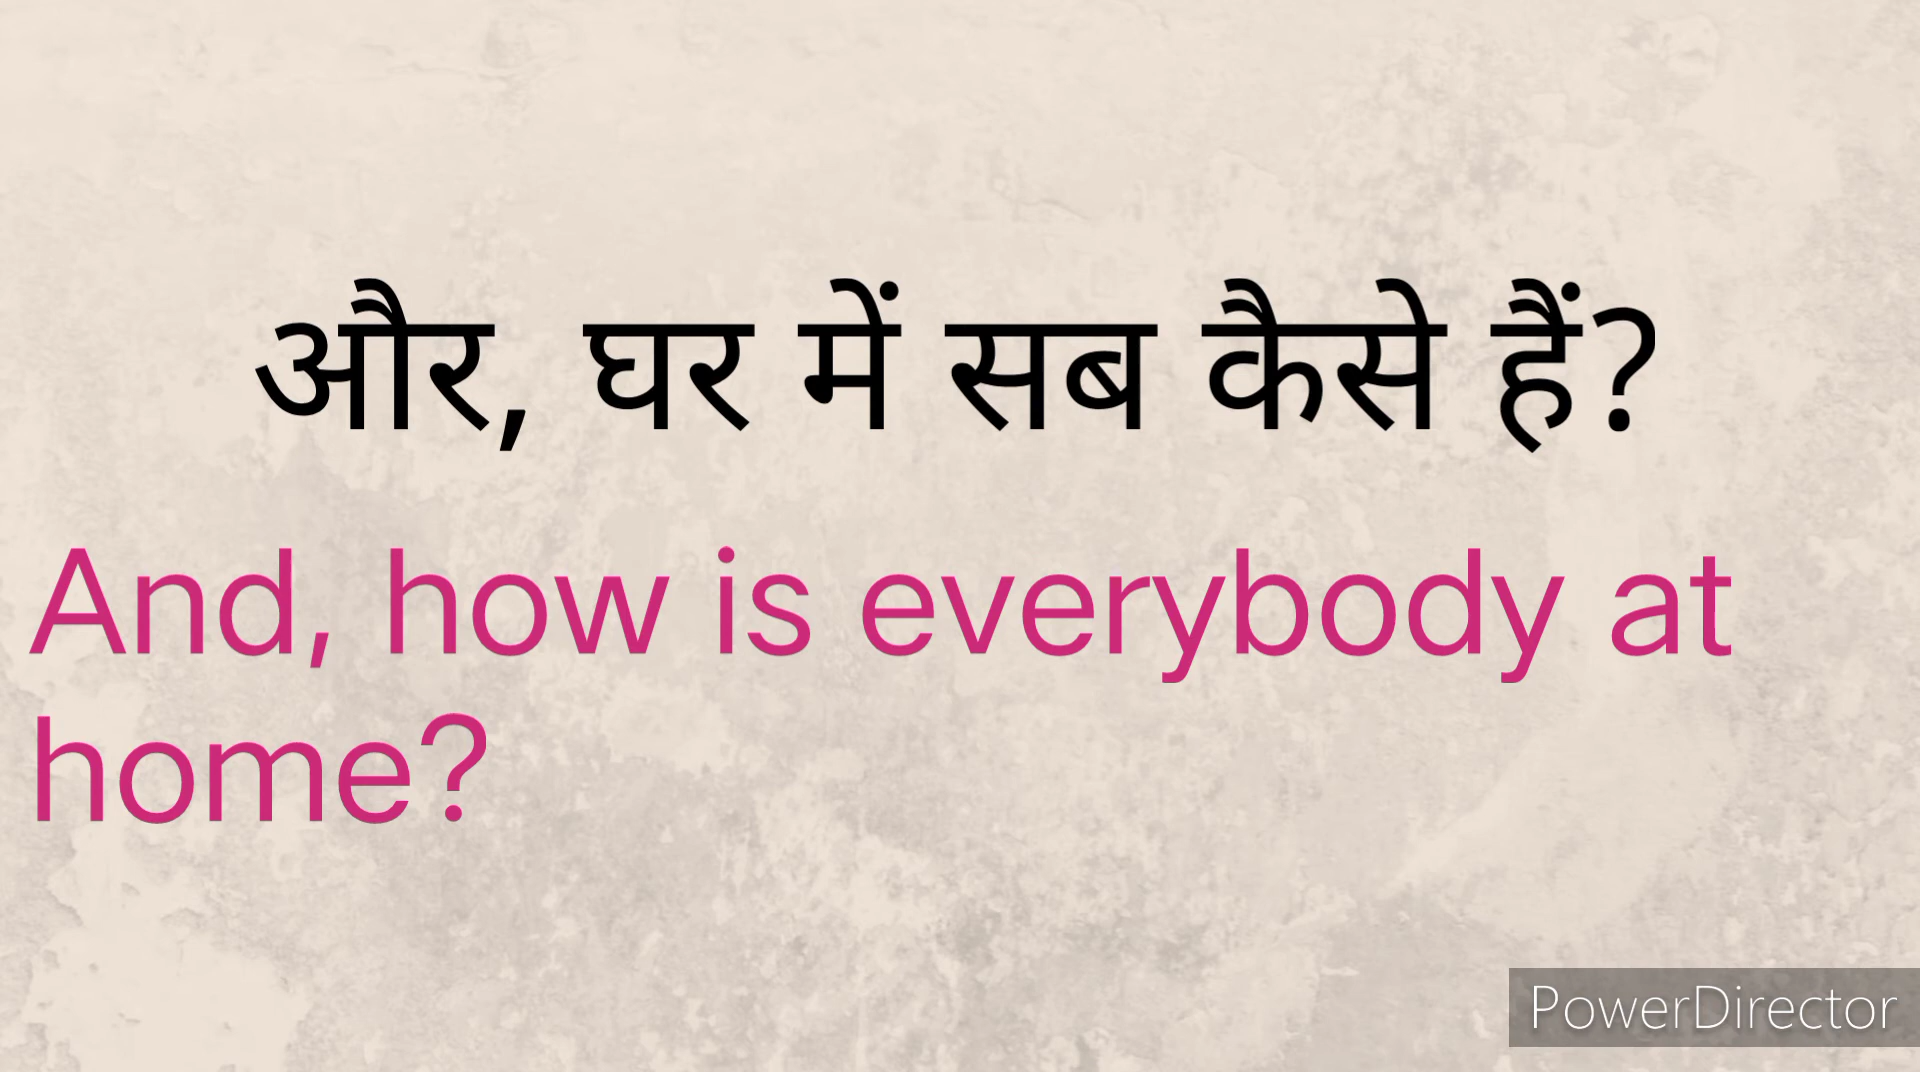 और, घर में सब कैसे हैं?
And, how is everybody at
home?
PowerDirector